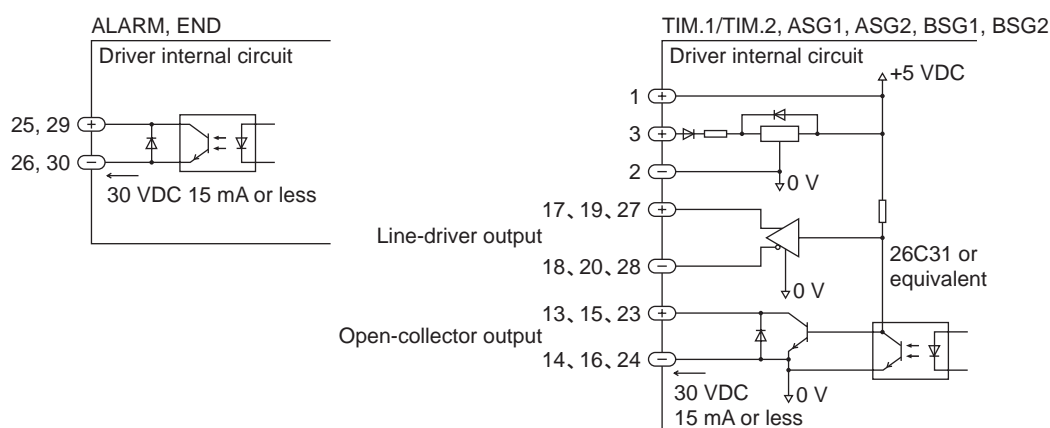 ALARM, END
Driver internal circuit
25, 29
26, 30
30 VDC 15 mA or less
TIM.1/TIM.2, ASG1, ASG2, BSG1, BSG2
Driver internal circuit
+5 VDC
1
3
2
0 V
Line-driver output
17、19、27
18、20、28
26C31 or
equivalent
0 V
Open-collector output
13、15、23
14、16、24
0 V
30 VDC
15 mA or less